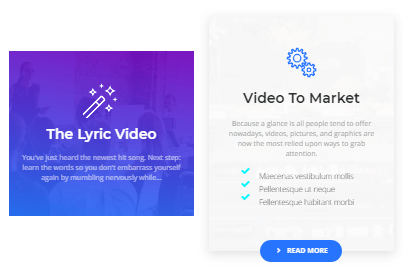 The Lyric Video
You've just heard the newest hit song. Next step:
learn the words so you don't embarrass yourself
again by mumbling nervously while...
Video To Market
Because a glance is all people tend to offer
nowadays, videos, pictures, and graphics are
now the most relied upon ways to grab
attention.
Maecenas vestibulum mollis
Pellentesque ut neque
Pellentesque habitant morbi
READ MORE